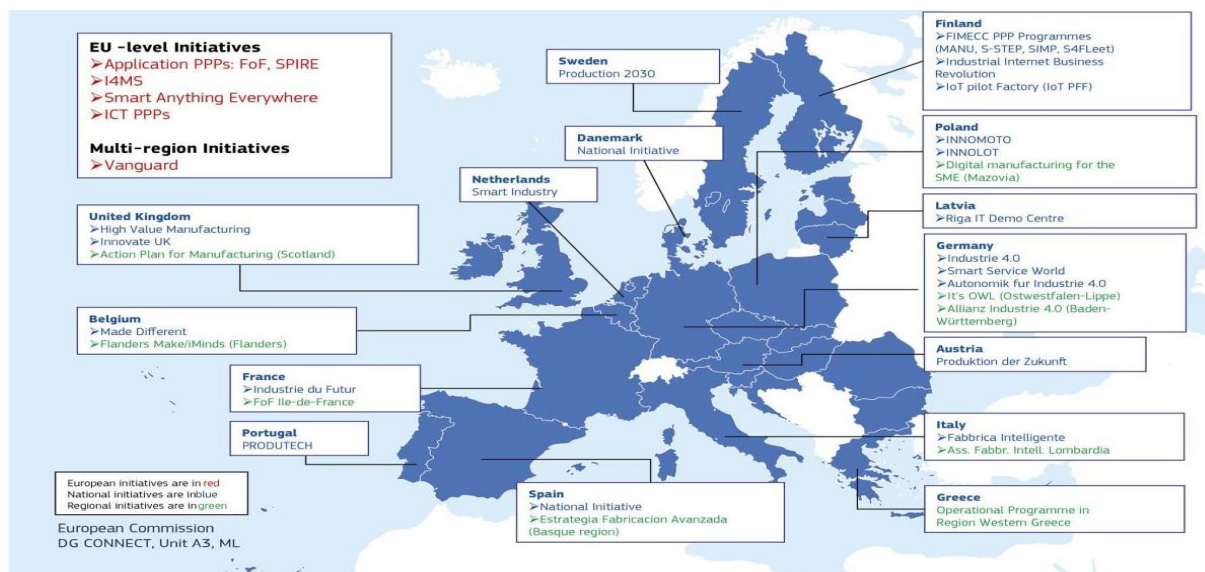 EU -level Initiatives
➢Application PPPs: FoF, SPIRE
➢I4MS
➢Smart Anything Everywhere
➢ICT PPPs
Multi-region Initiatives
➢Vanguard
Sweden
Production 2030
Danemark
National Initiative
Netherlands
Smart Industry
United Kingdom
➢High Value Manufacturing
➢Innovate UK
➢Action Plan for Manufacturing (Scotland)
Belgium
➢Made Different
➢Flanders Make/iMinds (Flanders)
France
➢Industrie du Futur
➢FoF Ile-de-France
Portugal
PRODUTECH
Spain
➢National Initiative
➢Estrategia Fabricacion Avanzada
(Basque region)
Finland
➢FIMECC PPP Programmes
(MANU, S-STEP, SIMP, S4FLeet)
➢Industrial Internet Business
Revolution
➢IoT pilot Factory (IoT PFF)
Poland
➢INNOMOTO
➢INNOLOT
➢Digital manufacturing for the
SME (Mazovia)
Latvia
➢Riga IT Demo Centre
Germany
➢Industrie 4.0
➢Smart Service World
➢Autonomik fur Industrie 4.0
➢It's OWL (Ostwestfalen-Lippe)
➢Allianz Industrie 4.0 (Baden-
Württemberg)
Austria
Produktion der Zukunft
Italy
➢Fabbrica Intelligente
➢Ass. Fabbr. Intell. Lombardia
Greece
Operational Programme in
Region Western Greece
European initiatives are in red
National initiatives are inblue
Regional initiatives are in green
European Commission
DG CONNECT, Unit A3, ML